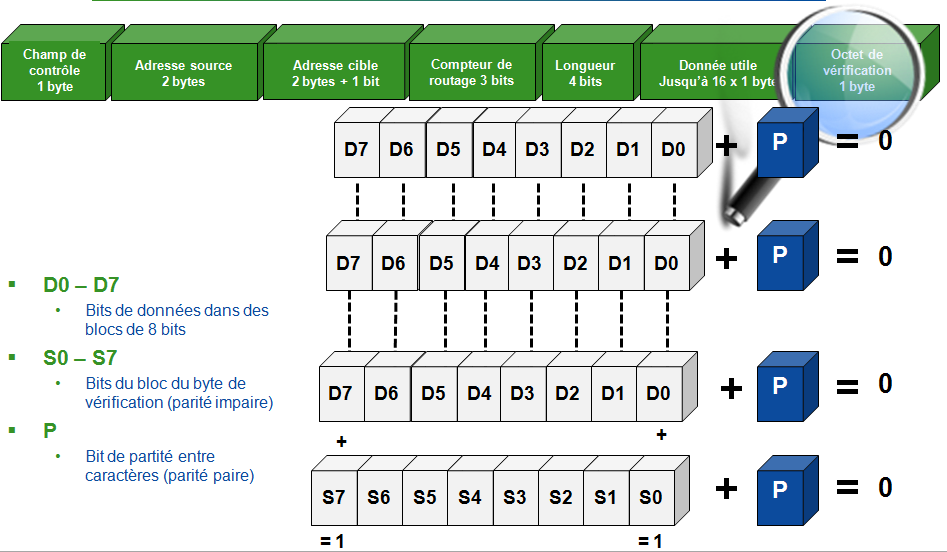 Champ de
contrôle
1 byte
Adresse source
2 bytes
Adresse cible
2 bytes + 1 bit
Compteur de
routage 3 bits
Longueur
4 bits
Donnée utile
Jusqu'à 16 x 1 byte
Octet de
vérification
1 byte
D7 D6 D5 D4 D3 D2 D1 D0 + P = 0
D7 D6 D5 D4 D3 D2 D1 D0 + P = 0
▪ D0 – D7
• Bits de données dans des
blocs de 8 bits
▪ S0 – S7
• Bits du bloc du byte de
vérification (parité impaire)
▪ P
• Bit de partité entre
caractères (parité paire)
D7 D6 D5 D4 D3 D2 D1 D0 + P = 0
+ +
S7 S6 S5 S4 S3 S2 S1 S0 + P = 0
= 1 = 1